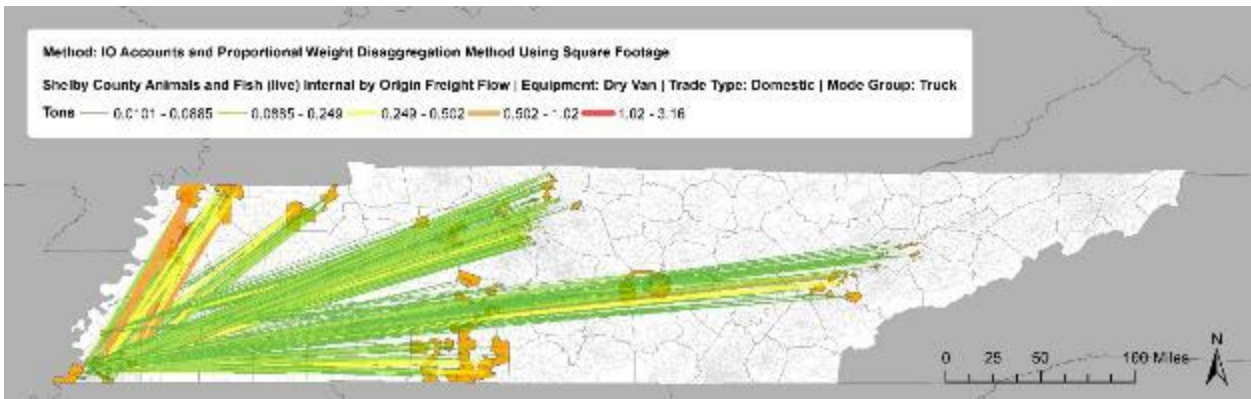 Method: IO Accounts and Proportional Weight Disaggregation Method Using Square Footage
Shelby County Animals and Fish (live) Internal by Origin Freight Flow | Equipment: Dry Van | Trade Type: Domestic | Mode Group: Truck
Tons 0.0101 - 0.0885 0.0885 - 0.249 0.249 - 0.502 0.502 - 1.02 1.02 - 3.16
N
0 25 50 100 Miles